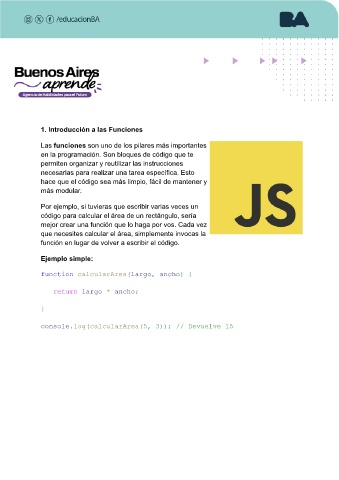 /educacionBA
BA
Buenos Aires
aprende
Agencia de Habilidades para el Futuro
1. Introducción a las Funciones
Las funciones son uno de los pilares más importantes
en la programación. Son bloques de código que te
permiten organizar y reutilizar las instrucciones
necesarias para realizar una tarea específica. Esto
hace que el código sea más limpio, fácil de mantener y
más modular.
JS
Por ejemplo, si tuvieras que escribir varias veces un
código para calcular el área de un rectángulo, sería
mejor crear una función que lo haga por vos. Cada vez
que necesites calcular el área, simplemente invocas la
función en lugar de volver a escribir el código.
Ejemplo simple:
function calcularArea(largo, ancho) {
return largo * ancho;
}
console.log(calcularArea(5, 3)); // Devuelve 15